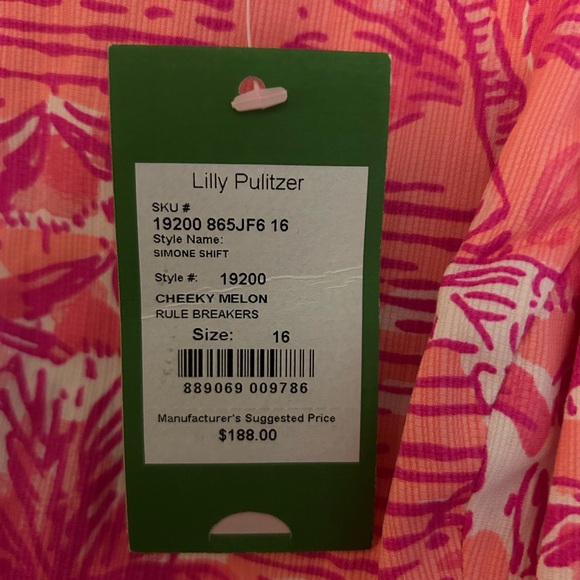 Lilly Pulitzer
SKU #
19200 865JF6 16
Style Name:
SIMONE SHIFT
Style #: 19200
CHEEKY MELON
RULE BREAKERS
Size: 16
889069 009786
Manufacturer's Suggested Price
$188.00